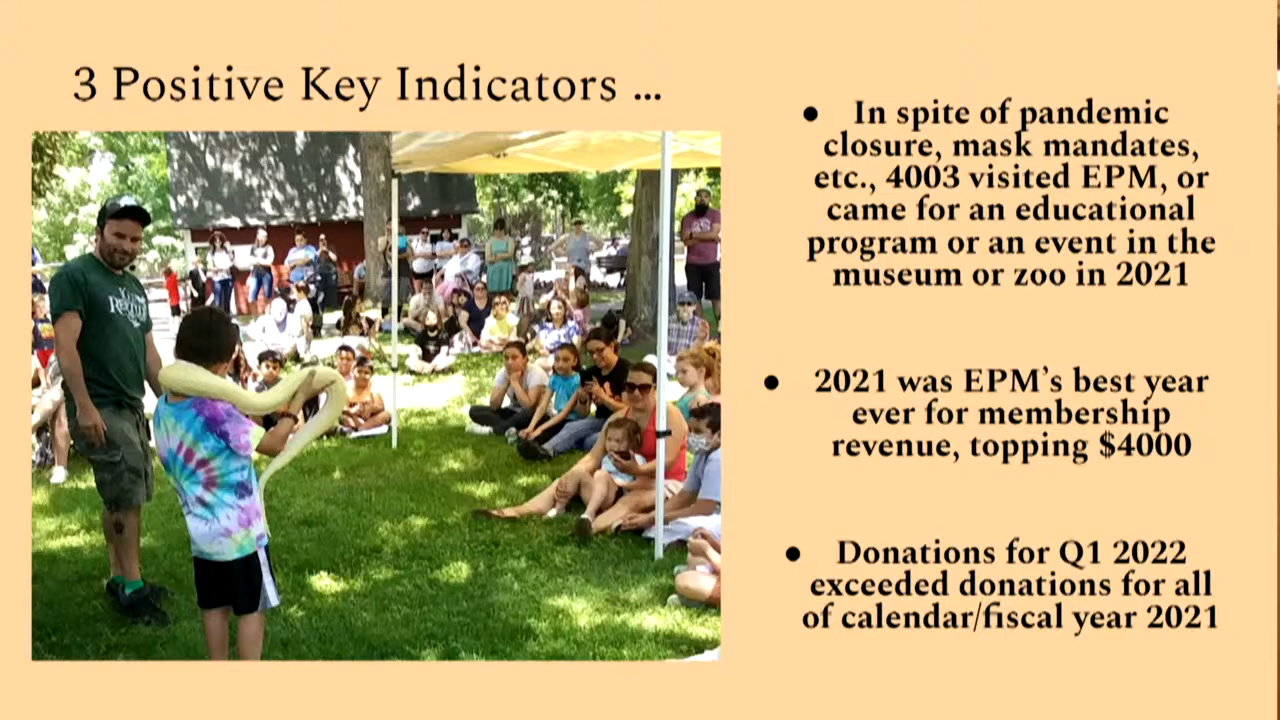 3 Positive Key Indicators ...
● In spite of pandemic
closure, mask mandates,
etc., 4003 visited EPM, or
came for an educational
program or an event in the
museum or zoo in 2021
● 2021 was EPM's best year
ever for membership
revenue, topping $4000
● Donations for Q1 2022
exceeded donations for all
of calendar/fiscal year 2021